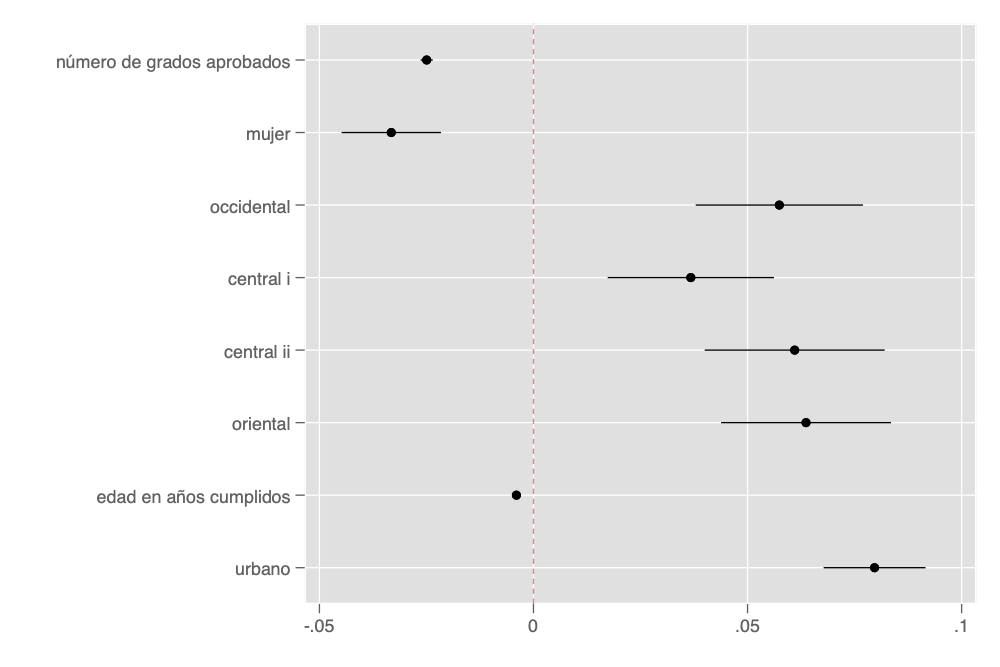 número de grados aprobados
mujer
occidental
central i
central ii
oriental
edad en años cumplidos
urbano
-.05 0 .05 .1